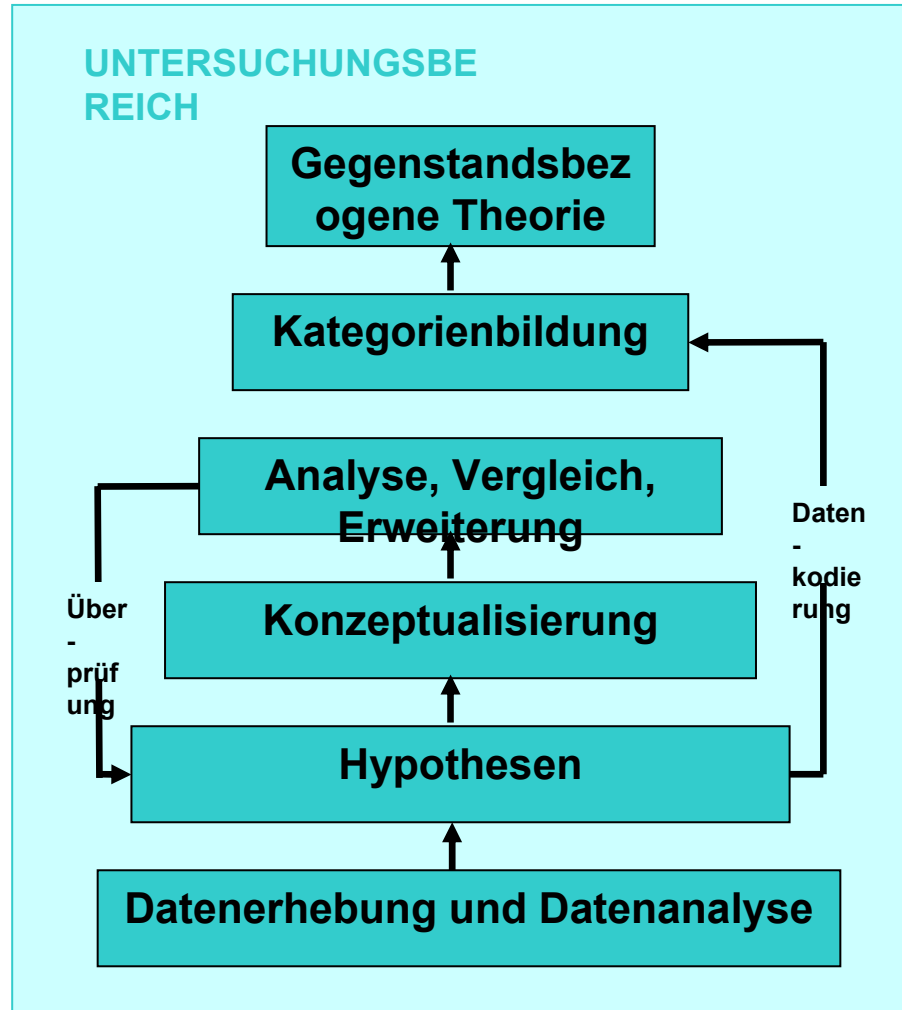 UNTERSUCHUNGSBE
REICH
Gegenstandsbez
ogene Theorie
Kategorienbildung
Analyse, Vergleich,
Erweiterung
Daten
-
kodie
rung
Konzeptualisierung
Über
-
prüf
ung
Hypothesen
Datenerhebung und Datenanalyse